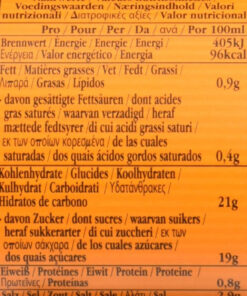 Voedingswaarden / Næringsindhold / Valori
nutrizionali / Διατροφικές αξίες / Valor nutricional
Pro / Pour / Per / Da / ανά / Por 100ml
Brennwert / Energie / Energie / Energi / 405kJ
Ενέργεια / Valor energético / Energia 96kcal
Fett / Matières grasses / Vet / Fedt / Grassi /
Λιπαρά / Grasas / Lípidos 0,9g
- davon gesättigte Fettsäuren / dont acides
gras saturés / waarvan verzadigd / heraf
mættede fedtsyrer / di cui acidi grassi saturi /
εκ των οποίων κορεσμένα / de las cuales
saturadas / dos quais ácidos gordos saturados 0,4g
Kohlenhydrate / Glucides / Koolhydraten /
Kulhydrat / Carboidrati / Υδατάνθρακες /
Hidratos de carbono 21g
- davon Zucker / dont sucres / waarvan suikers /
heraf sukkerarter / di cui zuccheri / εκ
των οποίων σάκχαρα / de los cuales azúcares /
dos quais açúcares 19g
Eiweiß / Protéines / Eiwit / Protein / Proteine /
Πρωτεΐνες / Proteínas 0,8g